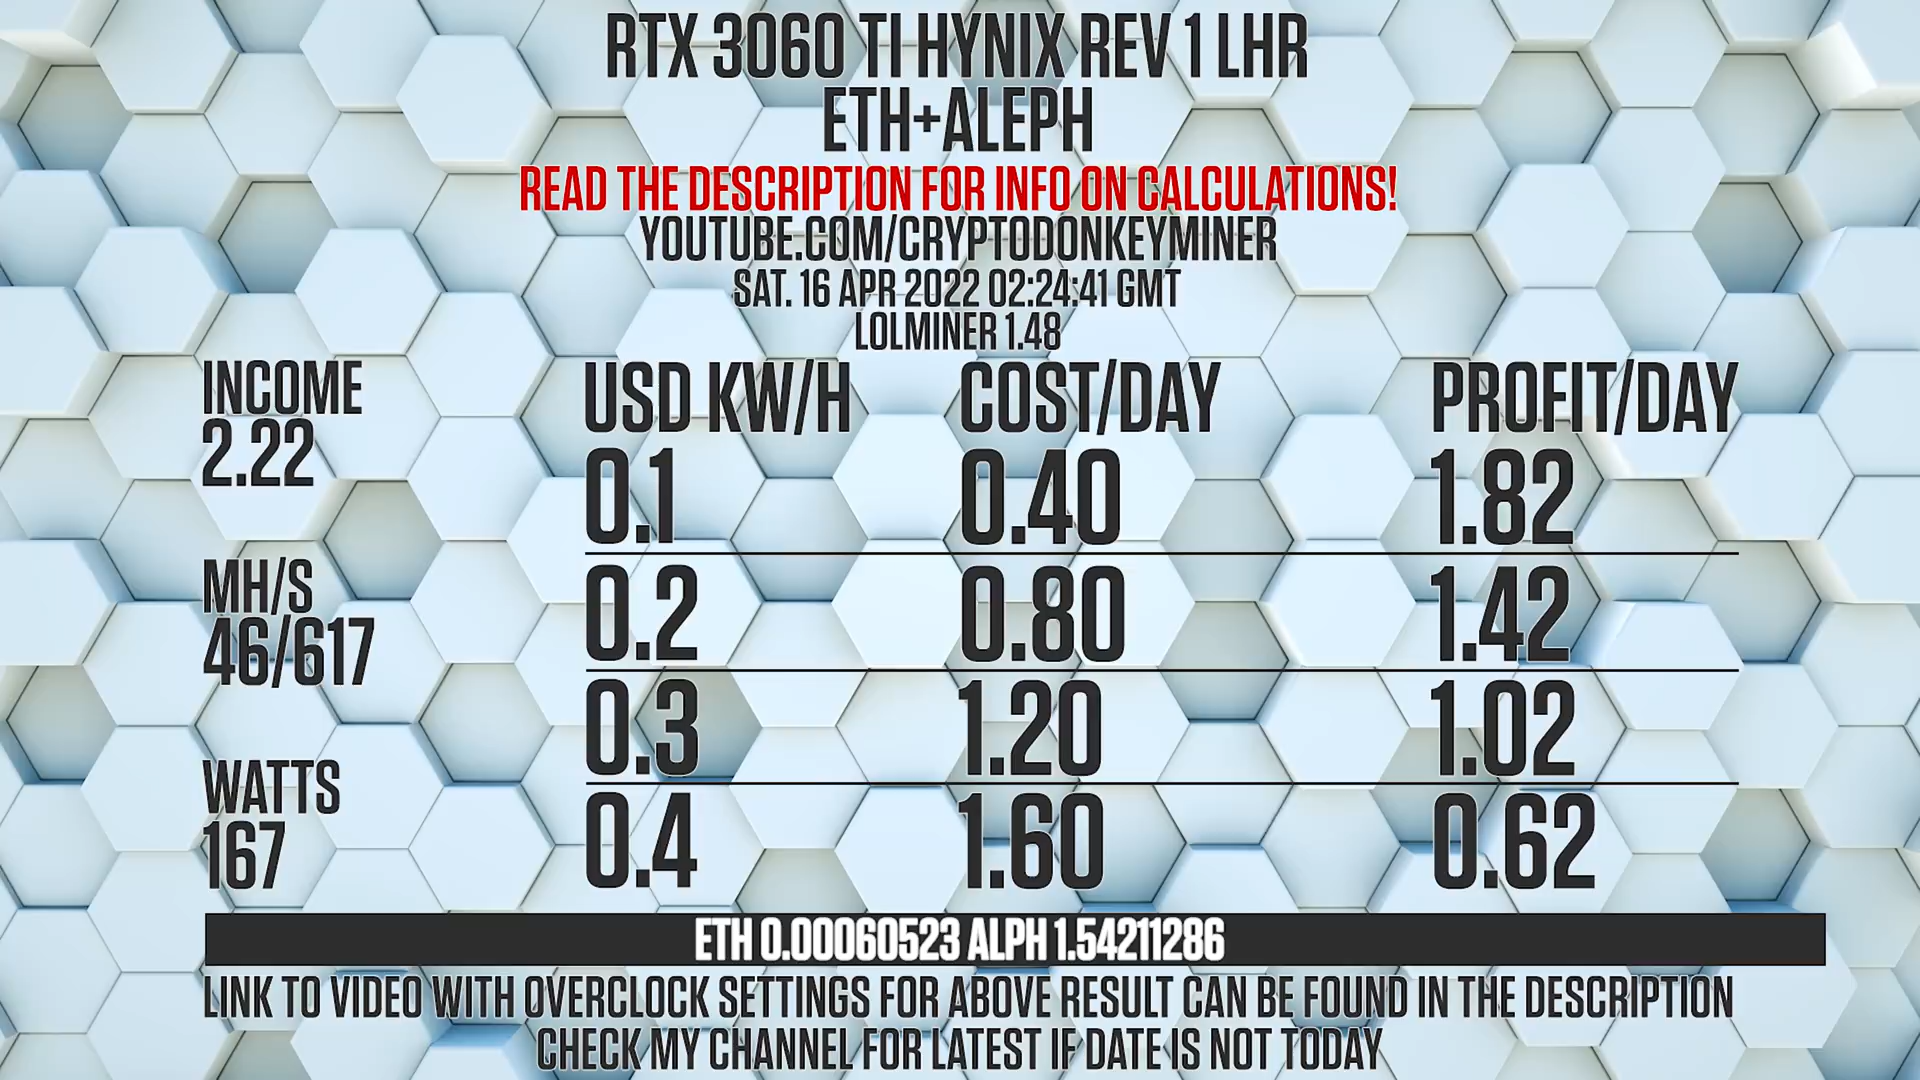 RTX 3060 TI HYNIX REV 1 LHR
ETH+ALEPH
READ THE DESCRIPTION FOR INFO ON CALCULATIONS!
YOUTUBE.COM/CRYPTODONKEYMINER
SAT. 16 APR 2022 02:24:41 GMT
LOLMINER 1.48
INCOME
2.22
MH/S
46/617
WATTS
167
USD KW/H COST/DAY PROFIT/DAY
0.1 0.40 1.82
0.2 0.80 1.42
0.3 1.20 1.02
0.4 1.60 0.62
ETH 0.00060523 ALPH 1.54211286
LINK TO VIDEO WITH OVERCLOCK SETTINGS FOR ABOVE RESULT CAN BE FOUND IN THE DESCRIPTION
CHECK MY CHANNEL FOR LATEST IF DATE IS NOT TODAY